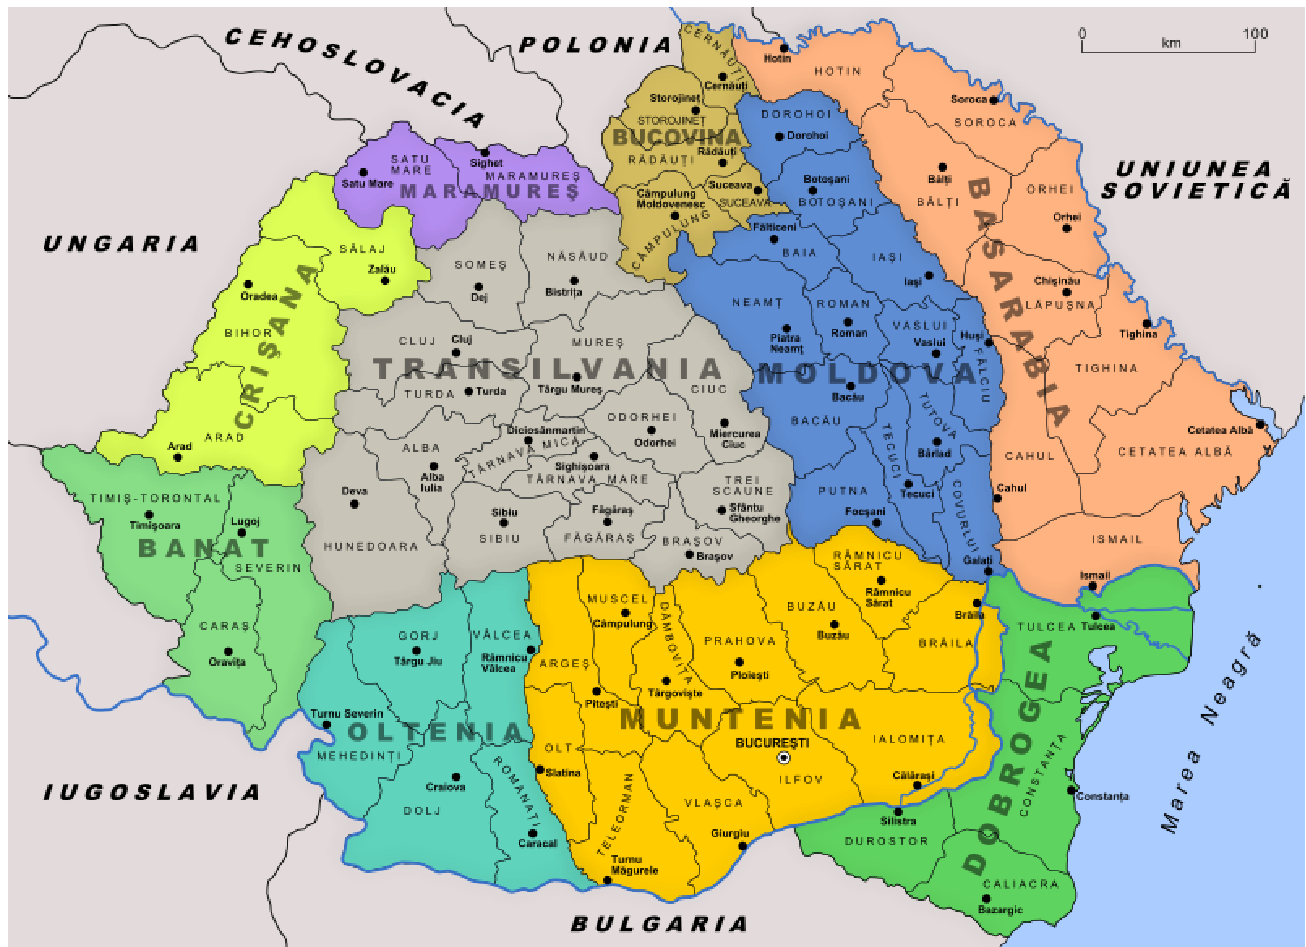 CEHOSLOVACIA
POLONIA
0
100
km
UNIUNEA
SOVIETICĂ
UNGARIA
IUGOSLAVIA
BULGARIA
Marea Neagră
MARAMUREȘ
SATU
MARE
Satu Mare
Sighet
MARAMUREȘ
BUCOVINA
CERNĂUȚI
Cernăuți
Storojineț
STOROJINEȚ
Rădăuți
RĂDĂUȚI
Suceava
SUCEAVA
Câmpulung
Moldovenesc
CÂMPULUNG
BASARABIA
Hotin
HOTIN
Soroca
SOROCA
Bălți
BĂLȚI
ORHEI
Orhei
Chișinău
LĂPUȘNA
Tighina
TIGHINA
Cetatea Albă
CETATEA ALBĂ
CAHUL
Cahul
ISMAIL
Ismail
MOLDOVA
DOROHOI
Dorohoi
Botoșani
BOTOȘANI
Fălticeni
BAIA
IAȘI
Iași
NEAMȚ
Piatra
Neamț
ROMAN
Roman
VASLUI
Vaslui
Huși
FĂLCIU
Bacău
BACĂU
TUTOVA
Bârlad
TECUCI
Tecuci
COVURLUI
Galați
PUTNA
Focșani
CRIȘANA
SĂLAJ
Zalău
Oradea
BIHOR
ARAD
Arad
TRANSILVANIA
SOMEȘ
Dej
NĂSĂUD
Bistrița
CLUJ
Cluj
MUREȘ
Târgu Mureș
TURDA
Turda
CIUC
Miercurea
Ciuc
ODORHEI
Odorhei
Diciosânmartin
TÂRNAVA MICĂ
Sighișoara
TÂRNAVA MARE
ALBA
Alba
Iulia
Deva
HUNEDOARA
Sibiu
SIBIU
Făgăraș
FĂGĂRAȘ
TREI
SCAUNE
Sfântu
Gheorghe
BRAȘOV
Brașov
BANAT
TIMIȘ-TORONTAL
Timișoara
Lugoj
SEVERIN
CARAȘ
Oravița
OLTENIA
GORJ
Târgu Jiu
VÂLCEA
Râmnicu
Vâlcea
Turnu Severin
MEHEDINȚI
Craiova
DOLJ
ROMANAȚI
Caracal
MUNTENIA
MUSCEL
Câmpulung
ARGEȘ
Pitești
DÂMBOVIȚA
Târgoviște
PRAHOVA
Ploiești
BUZĂU
Buzău
RÂMNICU
SĂRAT
Râmnicu
Sărat
Brăila
BRĂILA
OLT
Slatina
TELEORMAN
Turnu
Măgurele
VLAȘCA
Giurgiu
BUCUREȘTI
ILFOV
IALOMIȚA
Călărași
DOBROGEA
TULCEA
Tulcea
CONSTANȚA
Constanța
Silistra
DUROSTOR
CALIACRA
Bazargic